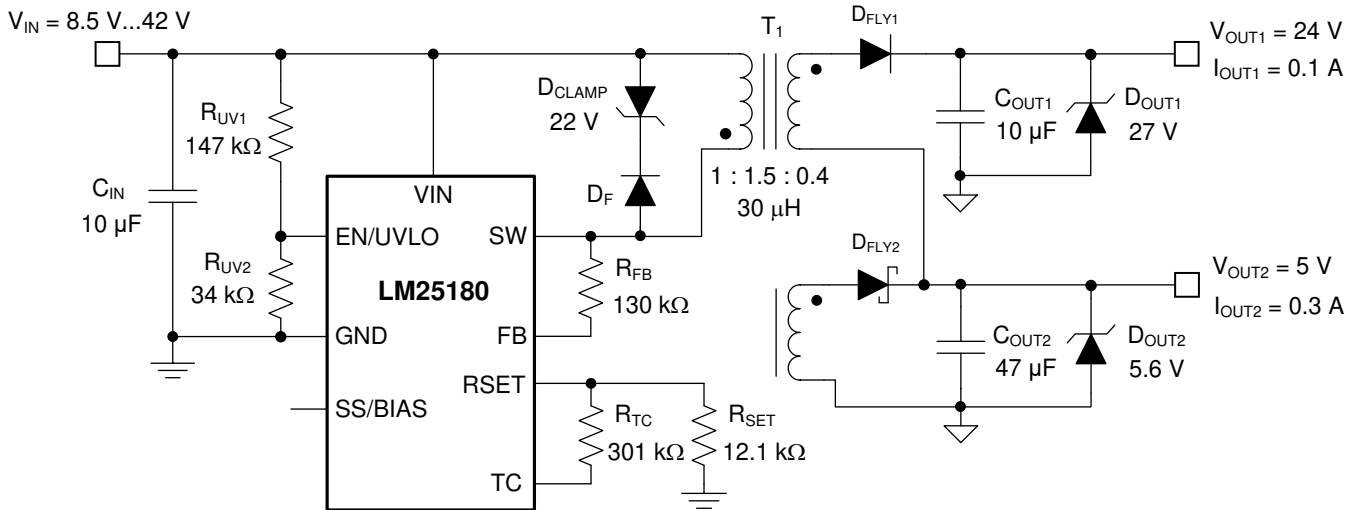 V_IN = 8.5 V...42 V
T_1
D_FLY1
V_OUT1 = 24 V
I_OUT1 = 0.1 A
D_CLAMP
22 V
C_OUT1
10 µF
D_OUT1
27 V
R_UV1
147 kΩ
1 : 1.5 : 0.4
30 µH
C_IN
10 µF
VIN
D_F
EN/UVLO
SW
D_FLY2
R_UV2
34 kΩ
LM25180
R_FB
130 kΩ
V_OUT2 = 5 V
I_OUT2 = 0.3 A
GND
FB
C_OUT2
47 µF
D_OUT2
5.6 V
RSET
SS/BIAS
R_TC
301 kΩ
R_SET
12.1 kΩ
TC